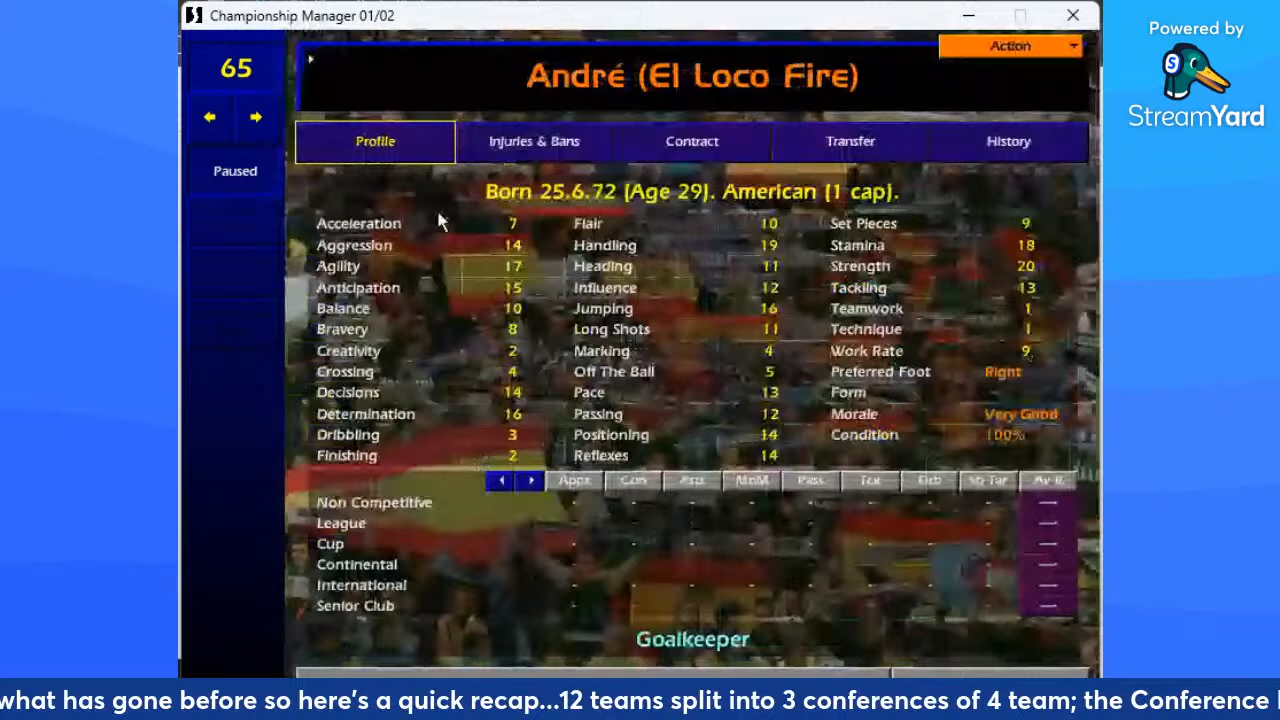 Championship Manager 01/02
Powered by
StreamYard
65
Action
André (El Loco Fire)
Paused
Profile
Injuries & Bans
Contract
Transfer
History
Born 25.6.72 (Age 29). American (1 cap).
Acceleration 7 Flair 10 Set Pieces 9
Aggression 14 Handling 19 Stamina 18
Agility 17 Heading 11 Strength 20
Anticipation 15 Influence 12 Tackling 13
Balance 10 Jumping 16 Teamwork 1
Bravery 8 Long Shots 11 Technique 1
Creativity 2 Marking 4 Work Rate 9
Crossing 4 Off The Ball 5 Preferred Foot Right
Decisions 14 Pace 13 Form
Determination 16 Passing 12 Morale Very Good
Dribbling 3 Positioning 14 Condition 100%
Finishing 2 Reflexes 14
Apps Pass
Non Competitive
League
Cup
Continental
International
Senior Club
Goalkeeper
what has gone before so here's a quick recap...12 teams split into 3 conferences of 4 team; the Conference